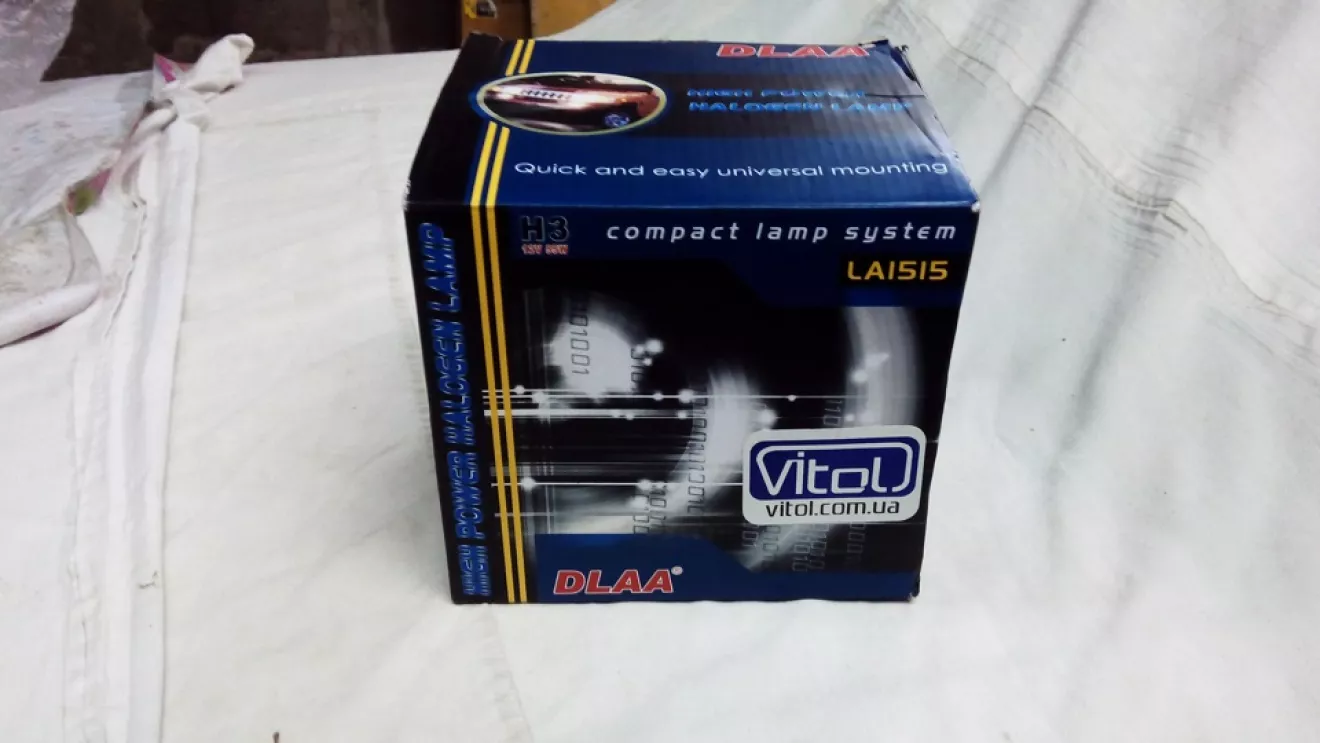 DLAA
HIGH POWER
HALOGEN LAMP
Quick and easy universal mounting
H3
12V 55W
compact lamp system
LA1515
HIGH POWER HALOGEN LAMP
01001
Vitol
vitol.com.ua
DLAA